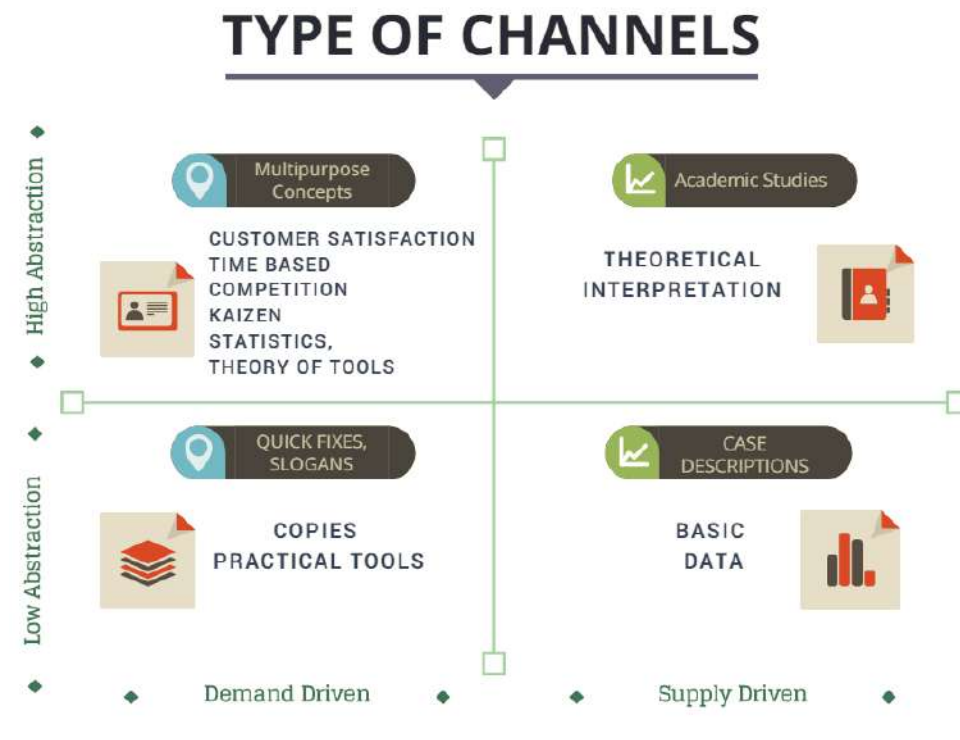 TYPE OF CHANNELS
High Abstraction
Multipurpose
Concepts
CUSTOMER SATISFACTION
TIME BASED
COMPETITION
KAIZEN
STATISTICS,
THEORY OF TOOLS
Academic Studies
THEORETICAL
INTERPRETATION
Low Abstraction
QUICK FIXES,
SLOGANS
COPIES
PRACTICAL TOOLS
CASE
DESCRIPTIONS
BASIC
DATA
Demand Driven
Supply Driven